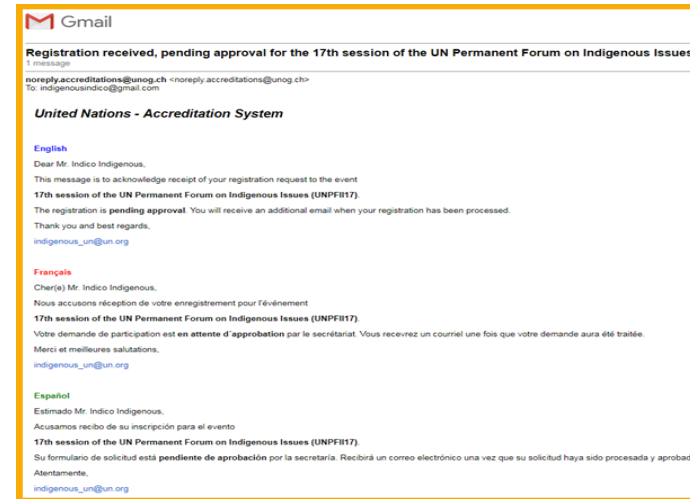 Gmail
Registration received, pending approval for the 17th session of the UN Permanent Forum on Indigenous Issues
1 message
noreply.accreditations@unog.ch <noreply.accreditations@unog.ch>
To: indigenousindico@gmail.com
United Nations - Accreditation System
English
Dear Mr. Indico Indigenous,
This message is to acknowledge receipt of your registration request to the event
17th session of the UN Permanent Forum on Indigenous Issues (UNPFII17).
The registration is pending approval. You will receive an additional email when your registration has been processed.
Thank you and best regards,
indigenous_un@un.org
Français
Cher(e) Mr. Indico Indigenous,
Nous accusons réception de votre enregistrement pour l'événement
17th session of the UN Permanent Forum on Indigenous Issues (UNPFII17).
Votre demande de participation est en attente d´approbation par le secrétariat. Vous recevrez un courriel une fois que votre demande aura été traitée.
Merci et meilleures salutations,
indigenous_un@un.org
Español
Estimado Mr. Indico Indigenous,
Acusamos recibo de su inscripción para el evento
17th session of the UN Permanent Forum on Indigenous Issues (UNPFII17).
Su formulario de solicitud está pendiente de aprobación por la secretaría. Recibirá un correo electrónico una vez que su solicitud haya sido procesada y aprobad
Atentamente,
indigenous_un@un.org